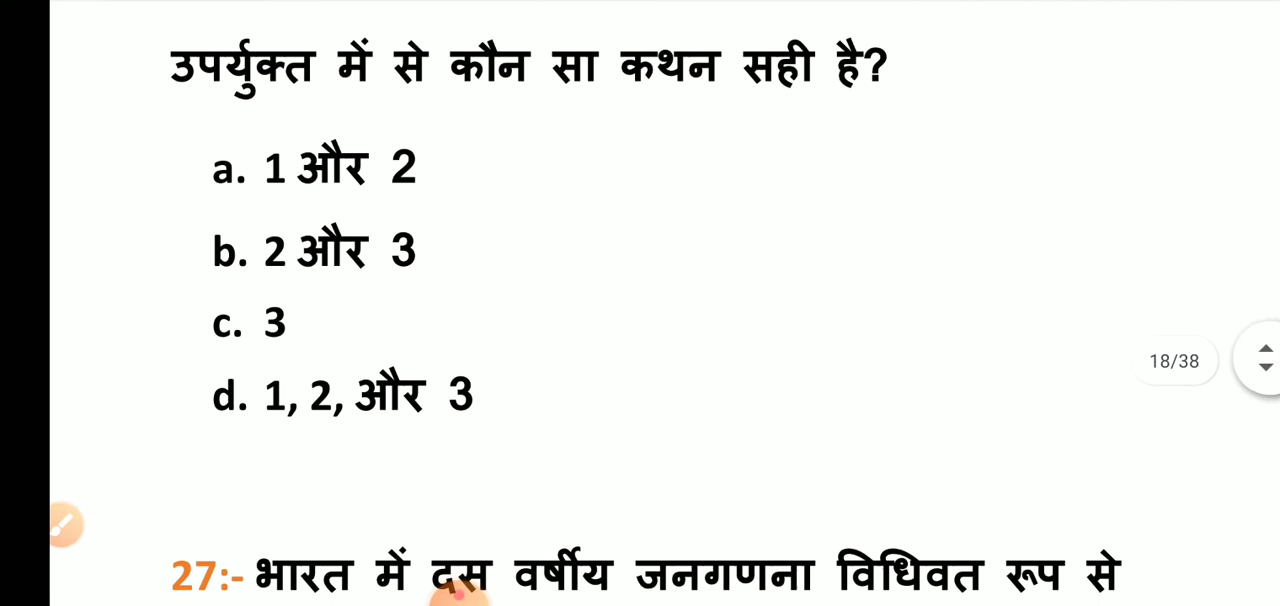 उपर्युक्त में से कौन सा कथन सही है?
a. 1 और 2
b. 2 और 3
c. 3
d. 1, 2, और 3
18/38
27:- भारत में दस वर्षीय जनगणना विधिवत रूप से